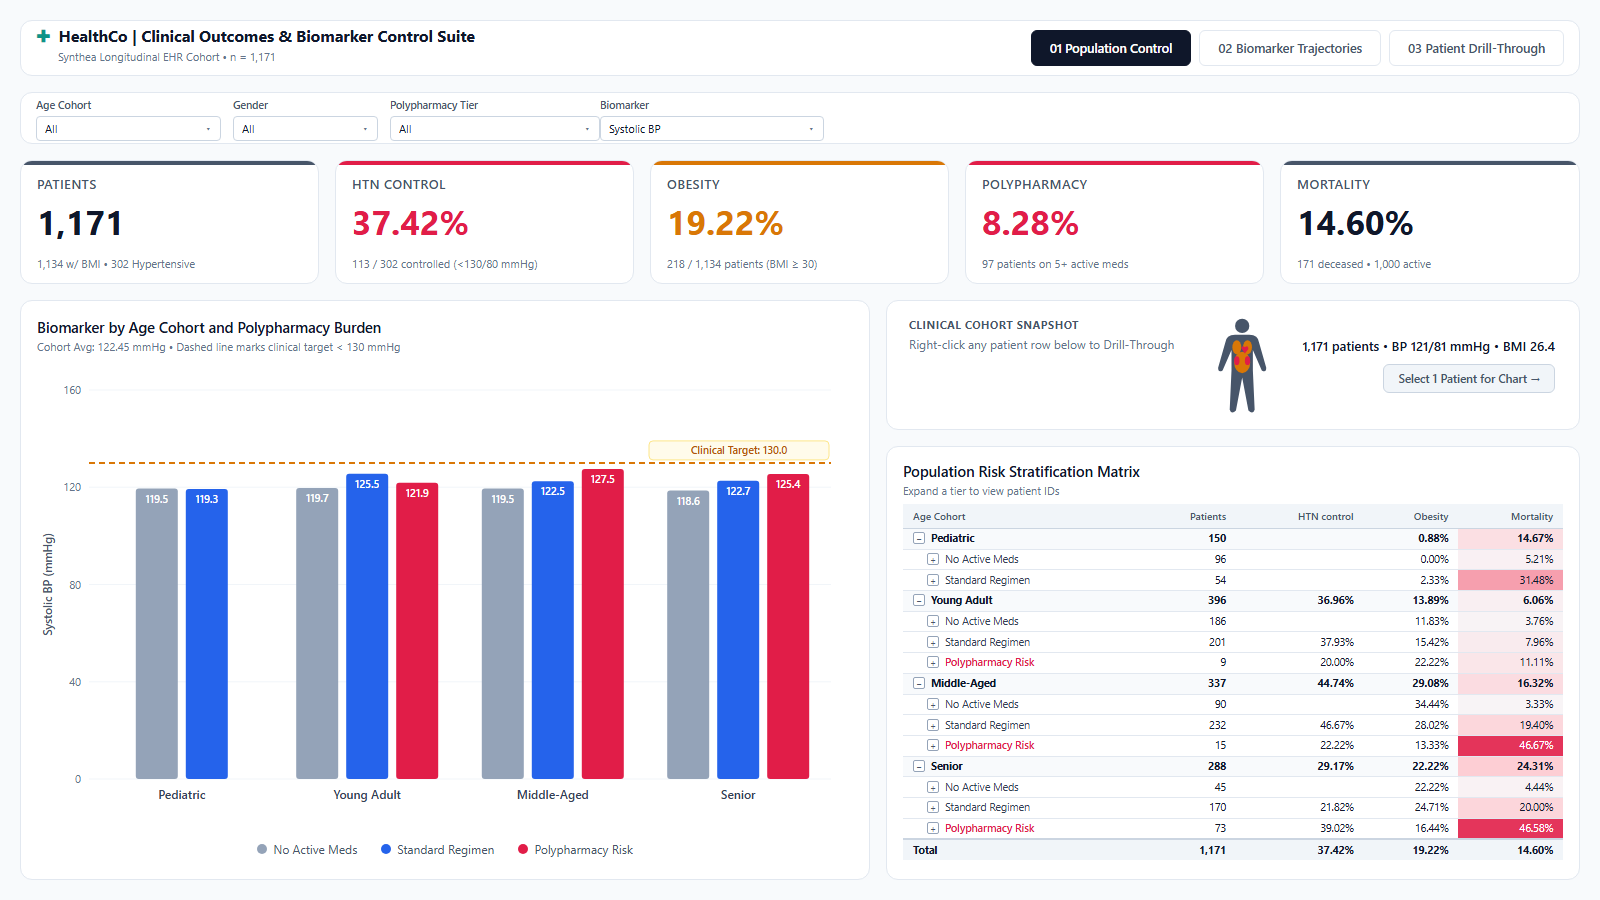 HealthCo | Clinical Outcomes & Biomarker Control Suite
Synthea Longitudinal EHR Cohort • n = 1,171
01 Population Control
02 Biomarker Trajectories
03 Patient Drill-Through
Age Cohort
All
Gender
All
Polypharmacy Tier
All
Biomarker
Systolic BP
PATIENTS
1,171
1,134 w/ BMI • 302 Hypertensive
HTN CONTROL
37.42%
113 / 302 controlled (<130/80 mmHg)
OBESITY
19.22%
218 / 1,134 patients (BMI ≥ 30)
POLYPHARMACY
8.28%
97 patients on 5+ active meds
MORTALITY
14.60%
171 deceased • 1,000 active
Biomarker by Age Cohort and Polypharmacy Burden
Cohort Avg: 122.45 mmHg • Dashed line marks clinical target < 130 mmHg
Systolic BP (mmHg)
160
120
80
40
0
Clinical Target: 130.0
119.5 119.3
119.7 125.5 121.9
119.5 122.5 127.5
118.6 122.7 125.4
Pediatric
Young Adult
Middle-Aged
Senior
No Active Meds
Standard Regimen
Polypharmacy Risk
CLINICAL COHORT SNAPSHOT
Right-click any patient row below to Drill-Through
1,171 patients • BP 121/81 mmHg • BMI 26.4
Select 1 Patient for Chart →
Population Risk Stratification Matrix
Expand a tier to view patient IDs
Age Cohort Patients HTN control Obesity Mortality
Pediatric 150 0.88% 14.67%
No Active Meds 96 0.00% 5.21%
Standard Regimen 54 2.33% 31.48%
Young Adult 396 36.96% 13.89% 6.06%
No Active Meds 186 11.83% 3.76%
Standard Regimen 201 37.93% 15.42% 7.96%
Polypharmacy Risk 9 20.00% 22.22% 11.11%
Middle-Aged 337 44.74% 29.08% 16.32%
No Active Meds 90 34.44% 3.33%
Standard Regimen 232 46.67% 28.02% 19.40%
Polypharmacy Risk 15 22.22% 13.33% 46.67%
Senior 288 29.17% 22.22% 24.31%
No Active Meds 45 22.22% 4.44%
Standard Regimen 170 21.82% 24.71% 20.00%
Polypharmacy Risk 73 39.02% 16.44% 46.58%
Total 1,171 37.42% 19.22% 14.60%